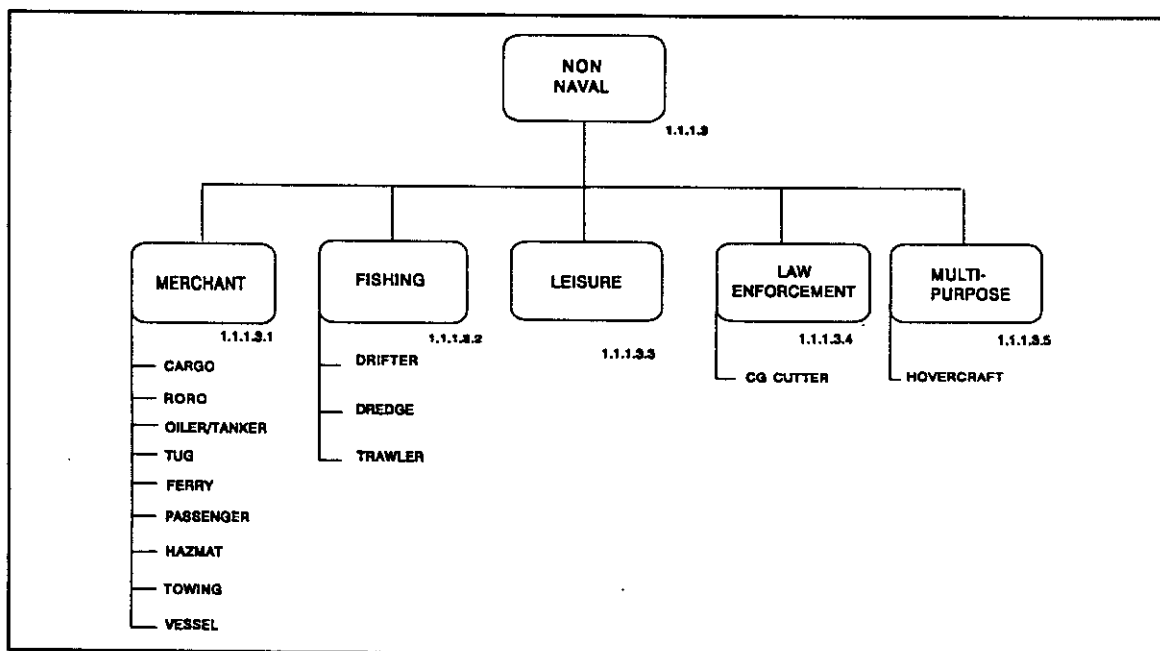 NON
NAVAL
1.1.1.3
MERCHANT
1.1.1.3.1
CARGO
RORO
OILER/TANKER
TUG
FERRY
PASSENGER
HAZMAT
TOWING
VESSEL
FISHING
1.1.1.3.2
DRIFTER
DREDGE
TRAWLER
LEISURE
1.1.1.3.3
LAW
ENFORCEMENT
1.1.1.3.4
CG CUTTER
MULTI-
PURPOSE
1.1.1.3.5
HOVERCRAFT